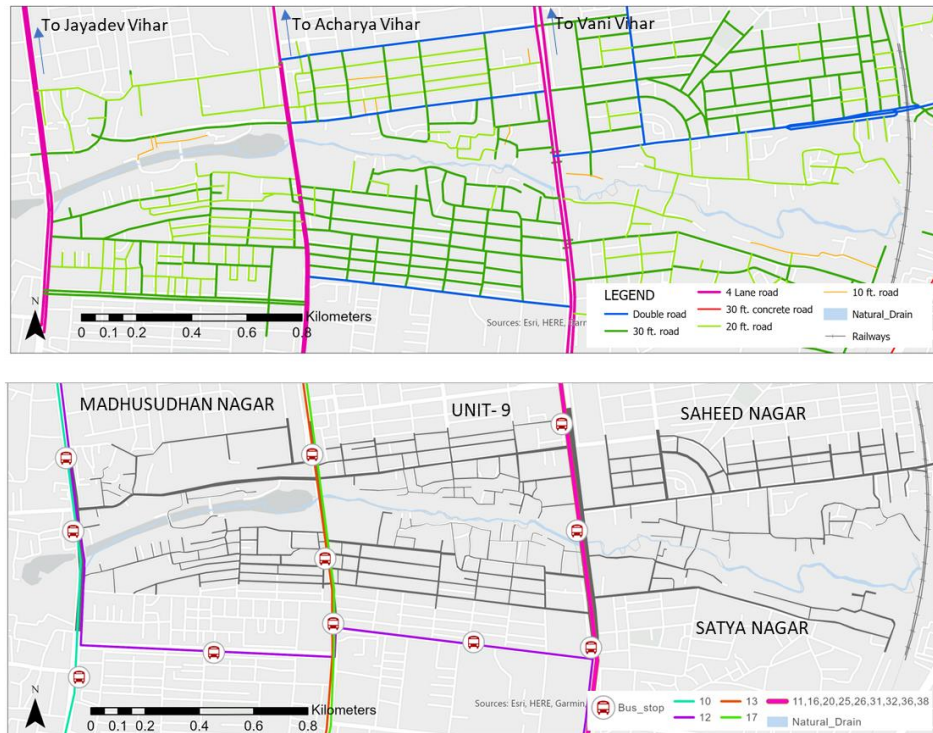 To Jayadev Vihar
To Acharya Vihar
To Vani Vihar
N
Kilometers
0 0.1 0.2 0.4 0.6 0.8
Sources: Esri, HERE, Garm
LEGEND
Double road
30 ft. road
4 Lane road
30 ft. concrete road
20 ft. road
10 ft. road
Natural_Drain
Railways
MADHUSUDHAN NAGAR
UNIT- 9
SAHEED NAGAR
SATYA NAGAR
N
Kilometers
0 0.1 0.2 0.4 0.6 0.8
Sources: Esri, HERE, Garmin,
Bus_stop
10
12
13
17
11,16,20,25,26,31,32,36,38
Natural_Drain